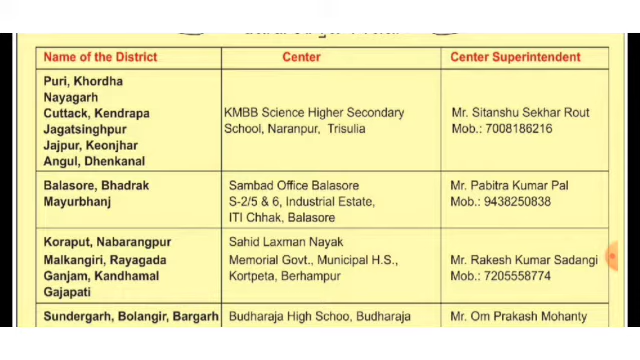 Name of the District Center Center Superintendent
Puri, Khordha
Nayagarh
Cuttack, Kendrapa KMBB Science Higher Secondary Mr. Sitanshu Sekhar Rout
Jagatsinghpur School, Naranpur, Trisulia Mob.: 7008186216
Jajpur, Keonjhar
Angul, Dhenkanal
Balasore, Bhadrak Sambad Office Balasore Mr. Pabitra Kumar Pal
Mayurbhanj S-2/5 & 6, Industrial Estate, Mob.: 9438250838
ITI Chhak, Balasore
Koraput, Nabarangpur Sahid Laxman Nayak
Malkangiri, Rayagada Memorial Govt., Municipal H.S., Mr. Rakesh Kumar Sadangi
Ganjam, Kandhamal Kortpeta, Berhampur Mob.: 7205558774
Gajapati
Sundergarh, Bolangir, Bargarh Budharaja High Schoo, Budharaja Mr. Om Prakash Mohanty